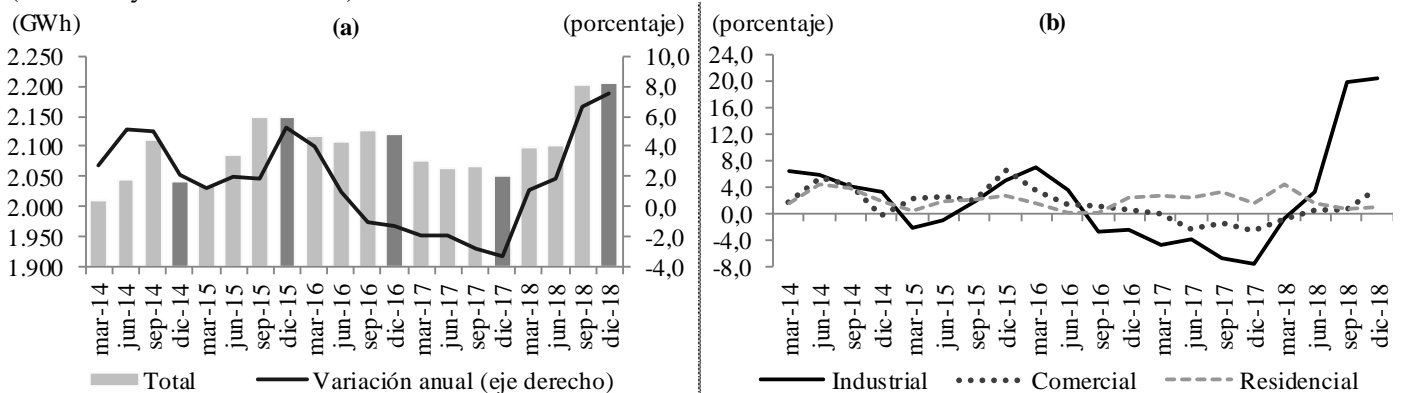 (GWh) (a) (porcentaje)
2.250 10,0
2.200 8,0
2.150 6,0
2.100 4,0
2.050 2,0
2.000 0,0
1.950 -2,0
1.900 -4,0
mar-14 jun-14 sep-14 dic-14 mar-15 jun-15 sep-15 dic-15 mar-16 jun-16 sep-16 dic-16 mar-17 jun-17 sep-17 dic-17 mar-18 jun-18 sep-18 dic-18
Total Variación anual (eje derecho)
(porcentaje) (b)
24,0
20,0
16,0
12,0
8,0
4,0
0,0
-4,0
-8,0
mar-14 jun-14 sep-14 dic-14 mar-15 jun-15 sep-15 dic-15 mar-16 jun-16 sep-16 dic-16 mar-17 jun-17 sep-17 dic-17 mar-18 jun-18 sep-18 dic-18
Industrial Comercial Residencial